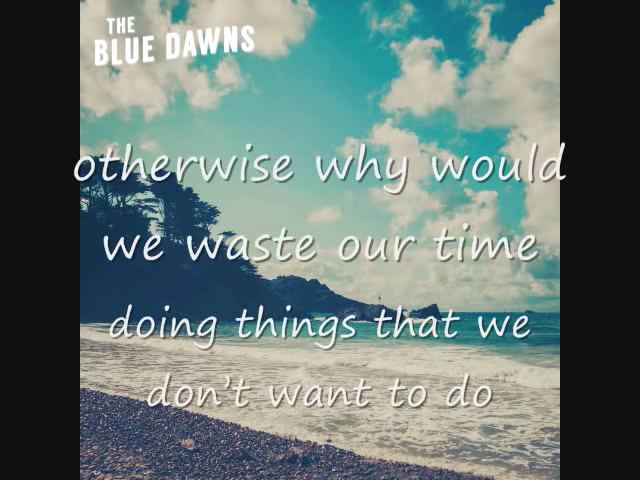 THE
BLUE DAWNS
otherwise why would
we waste our time
doing things that we
don't want to do